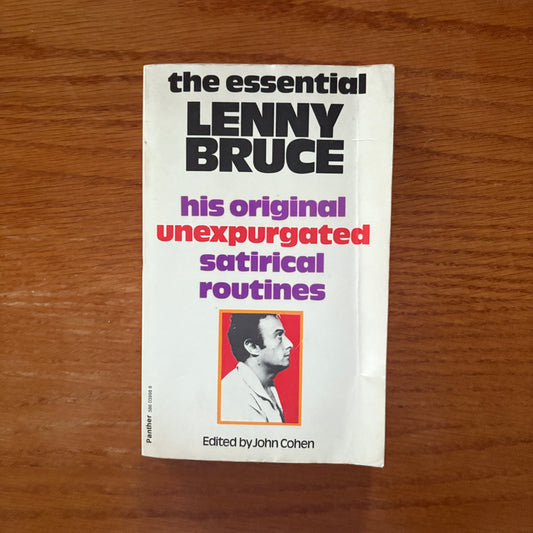 the essential
LENNY
BRUCE
his original
unexpurgated
satirical
routines
Edited by John Cohen
Panther